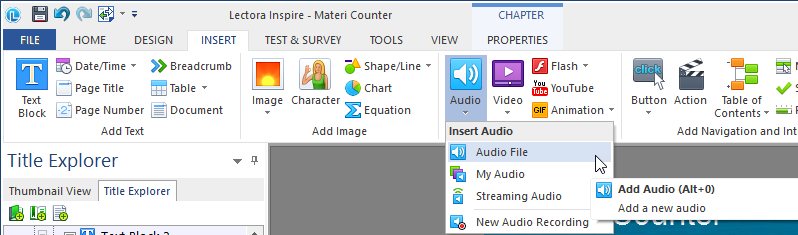 Lectora Inspire - Materi Counter
CHAPTER
FILE HOME DESIGN INSERT TEST & SURVEY TOOLS VIEW PROPERTIES
Text Block
Date/Time
Page Title
-2- Page Number
Breadcrumb
Table
Document
Add Text
Image
Character
Shape/Line
Chart
Equation
Add Image
Audio
Video
Flash
YouTube
GIF Animation
click
Button
Action
Table of Contents
Add Navigation and Int
Insert Audio
Audio File
My Audio
Streaming Audio
New Audio Recording
Add Audio (Alt+0)
Add a new audio
Title Explorer
Thumbnail View Title Explorer
Text Block 2
Counter